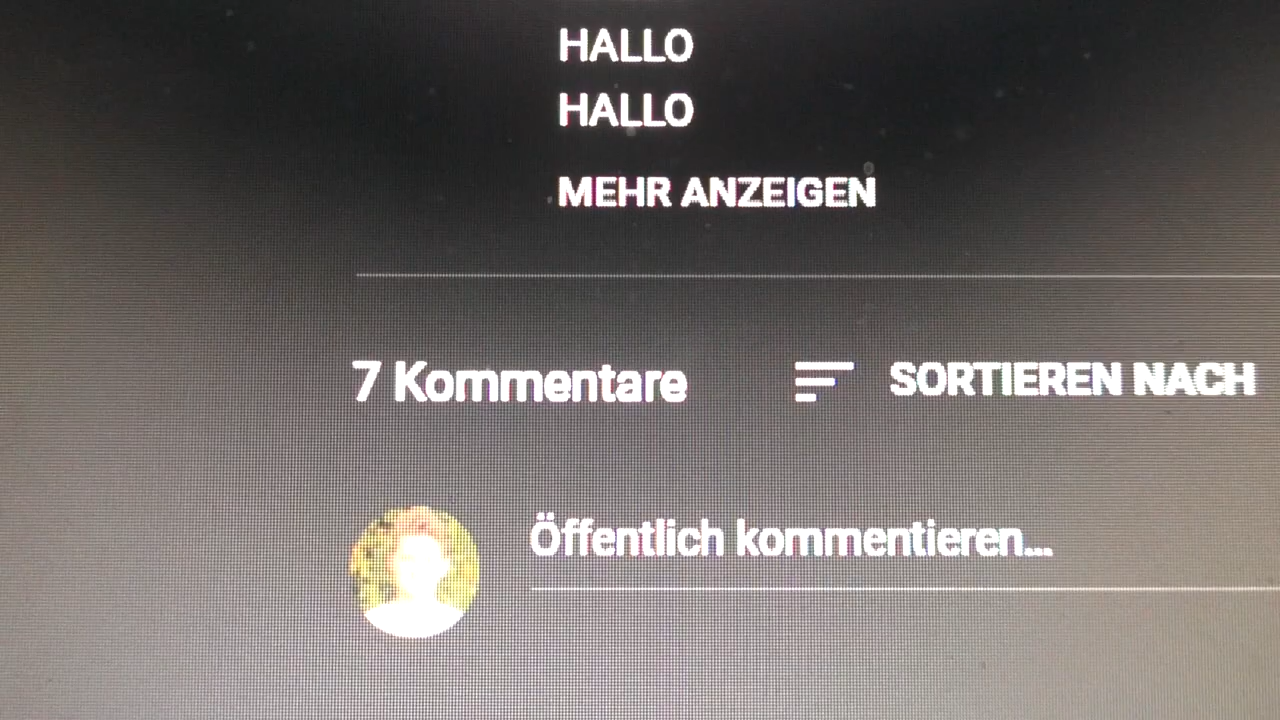 HALLO
HALLO
MEHR ANZEIGEN
7 Kommentare
SORTIEREN NACH
Öffentlich kommentieren...